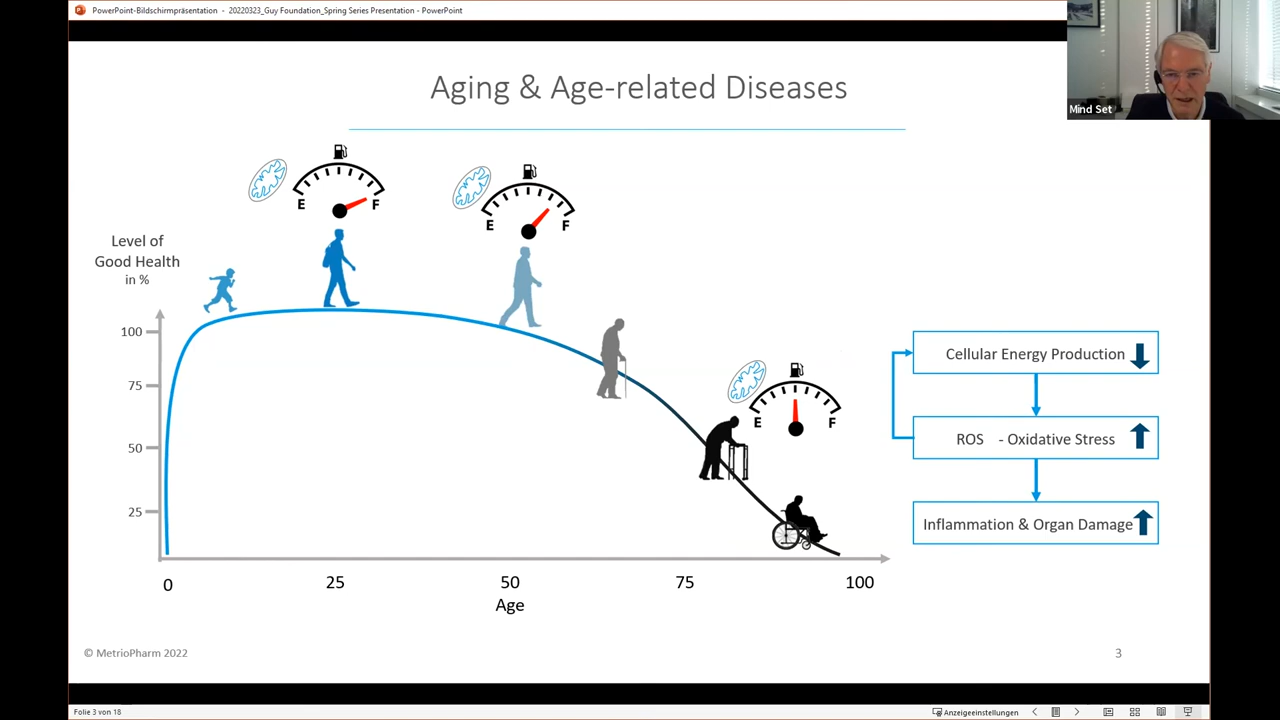 PowerPoint-Bildschirmpräsentation - 20220323_Guy Foundation_Spring Series Presentation - PowerPoint
Mind Set
Aging & Age-related Diseases
E F
E F
Level of
Good Health
in %
100
75
50
25
E F
0 25 50 75 100
Age
Cellular Energy Production
ROS - Oxidative Stress
Inflammation & Organ Damage
© MetrioPharm 2022
3
Folie 3 von 18
Anzeigeeinstellungen